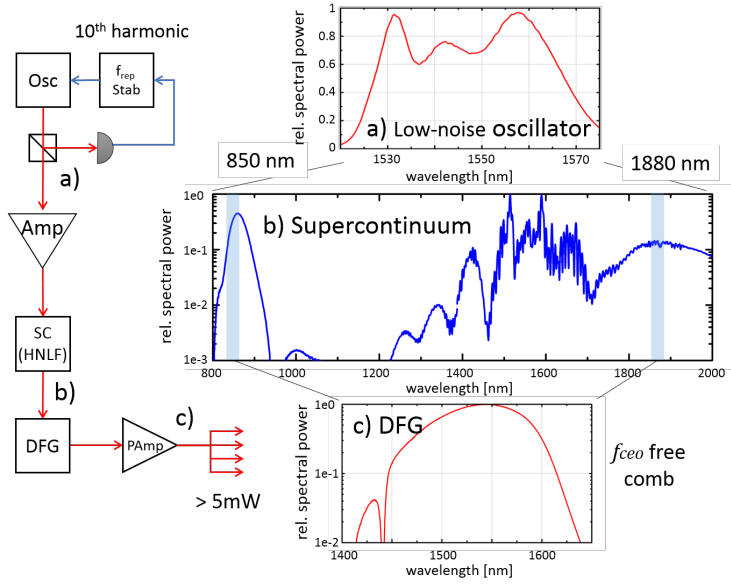 10th harmonic
Osc
frep
Stab
a)
Amp
SC
(HNLF)
b)
DFG
PAmp
c)
> 5mW
rel. spectral power
1
0.8
0.6
0.4
0.2
0
a) Low-noise oscillator
1530 1550 1570
wavelength [nm]
850 nm
1880 nm
rel. spectral power
1e0
1e-1
1e-2
1e-3
b) Supercontinuum
800 1000 1200 1400 1600 1800 2000
wavelength [nm]
rel. spectral power
1e0
1e-1
1e-2
c) DFG
1400 1500 1600
wavelength [nm]
fceo free
comb